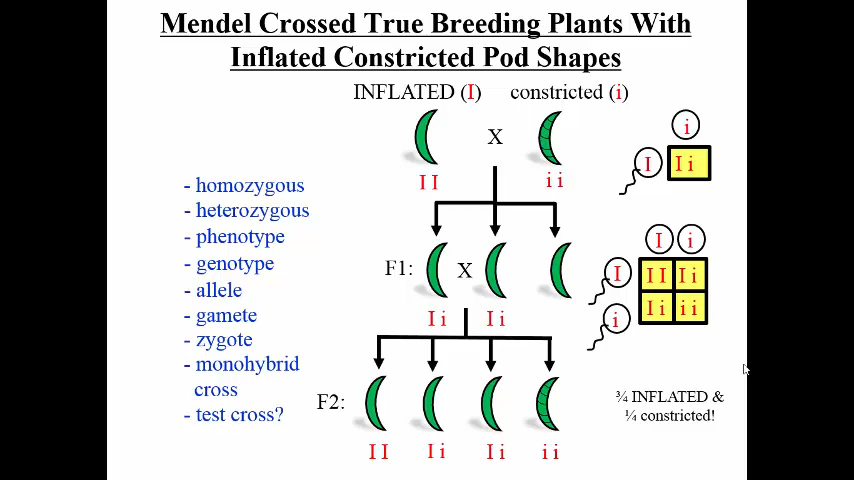 Mendel Crossed True Breeding Plants With
Inflated Constricted Pod Shapes
INFLATED (I)
constricted (i)
X
I I
i i
i
I
I i
- homozygous
- heterozygous
- phenotype
- genotype
- allele
- gamete
- zygote
- monohybrid
cross
- test cross?
F1:
X
I i
I i
I
i
I
I I
I i
i
I i
i i
F2:
I I
I i
I i
i i
¾ INFLATED &
¼ constricted!